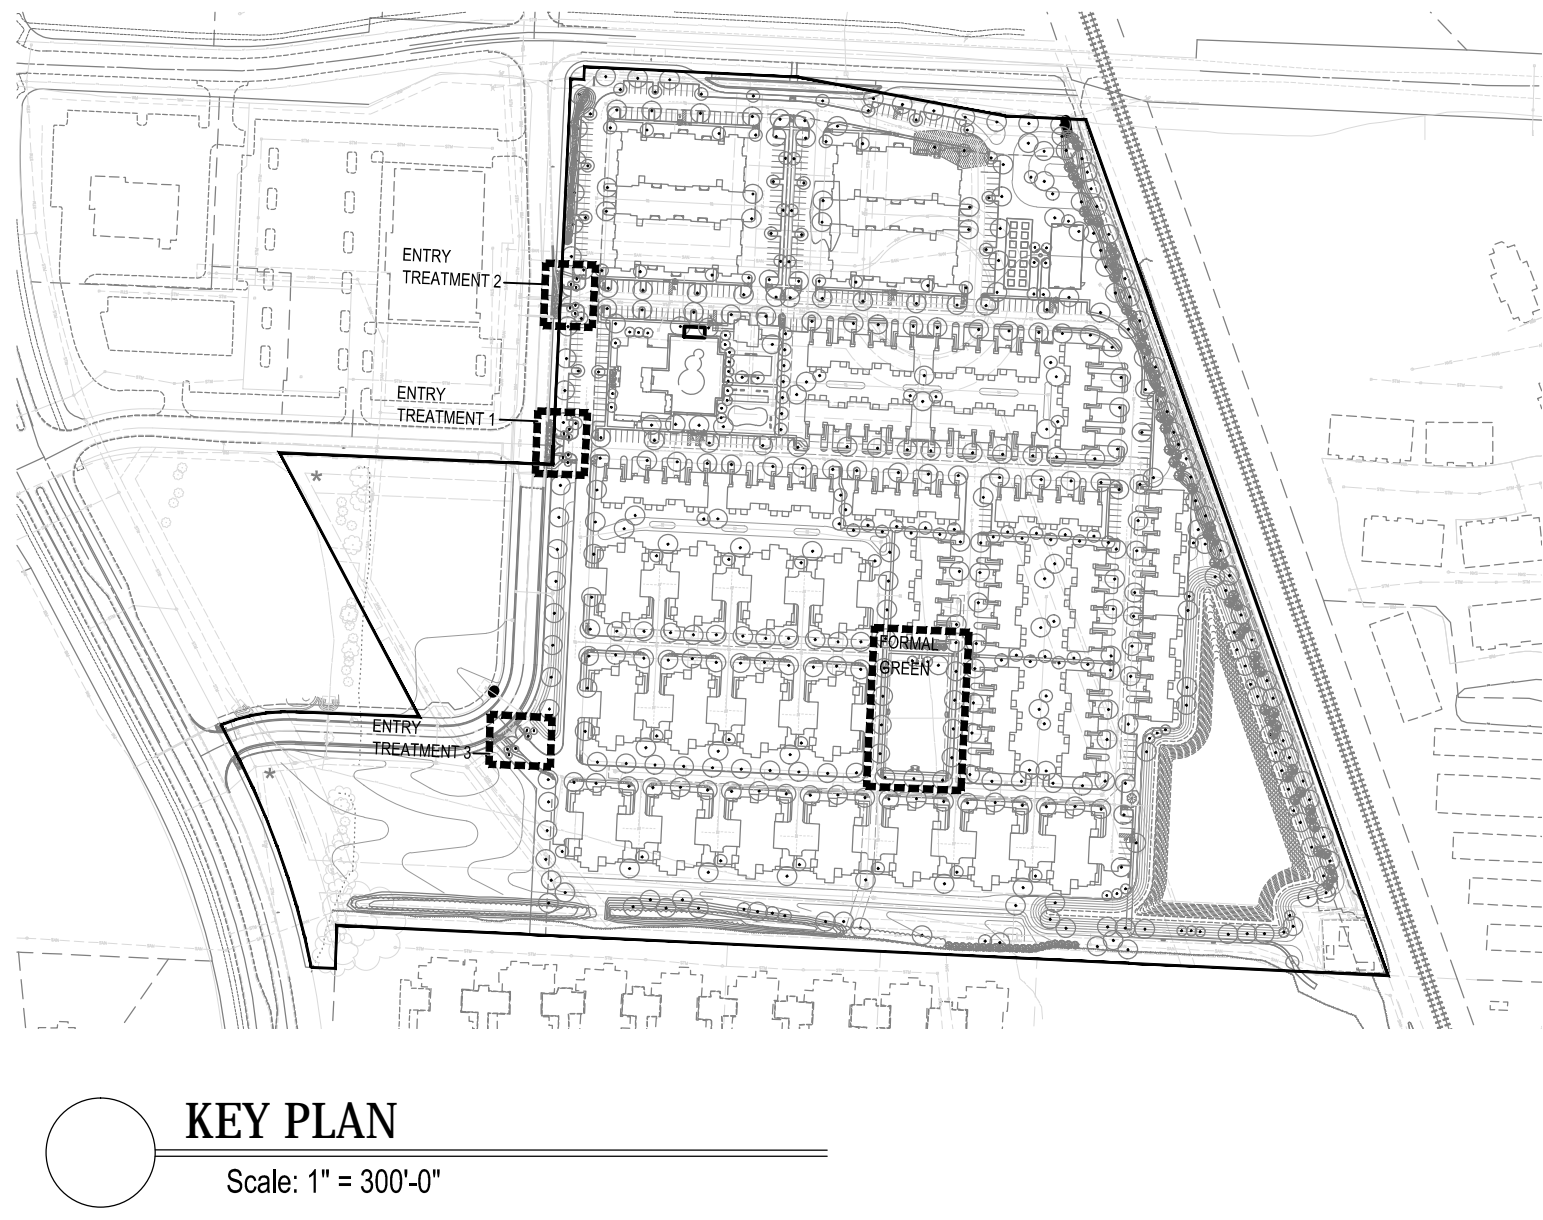 ENTRY
TREATMENT 2
ENTRY
TREATMENT 1
FORMAL
GREEN
ENTRY
TREATMENT 3
KEY PLAN
Scale: 1" = 300'-0"